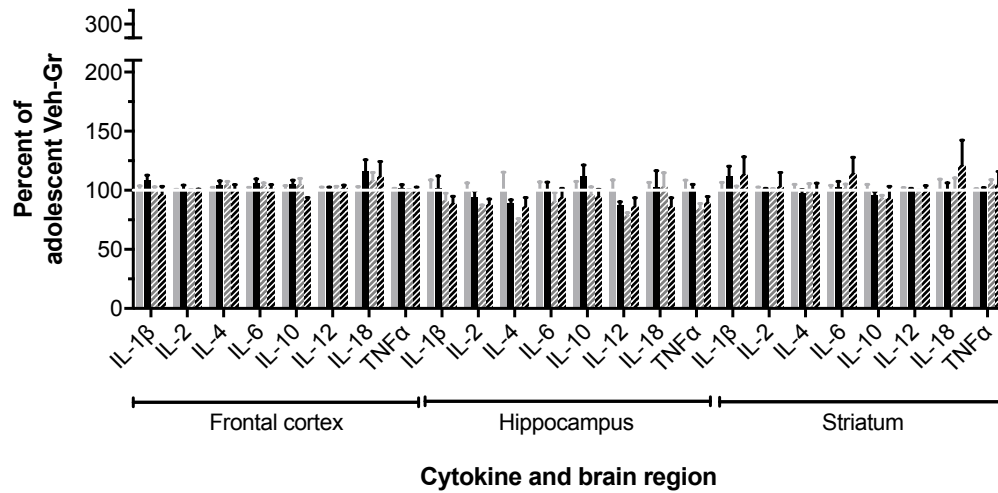 Percent of
adolescent Veh-Gr
300
200
150
100
50
0
IL-1β IL-2 IL-4 IL-6 IL-10 IL-12 IL-18 TNFα IL-1β IL-2 IL-4 IL-6 IL-10 IL-12 IL-18 TNFα IL-1β IL-2 IL-4 IL-6 IL-10 IL-12 IL-18 TNFα
Frontal cortex Hippocampus Striatum
Cytokine and brain region